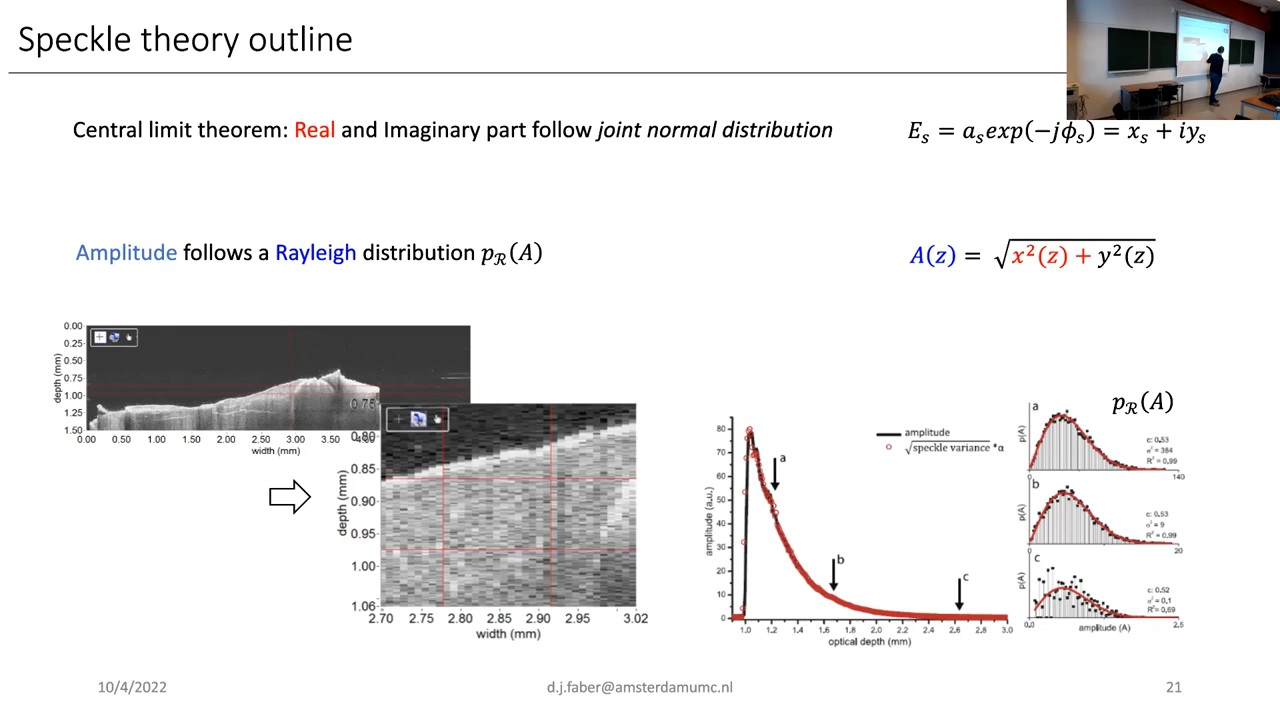 Speckle theory outline
Central limit theorem: Real and Imaginary part follow joint normal distribution
E_s = a_s exp(−jϕ_s) = x_s + iy_s
Amplitude follows a Rayleigh distribution p_ℛ(A)
A(z) = √(x²(z) + y²(z))
depth (mm)
0.00
0.25
0.50
0.75
1.00
1.25
1.50
0.00 0.50 1.00 1.50 2.00 2.50 3.00 3.50
width (mm)
depth (mm)
0.75
0.80
0.85
0.90
0.95
1.00
1.06
2.70 2.75 2.80 2.85 2.90 2.95 3.02
width (mm)
amplitude (a.u.)
80
70
60
50
40
30
20
10
0
1.0 1.2 1.4 1.6 1.8 2.0 2.2 2.4 2.6 2.8 3.0
optical depth (mm)
amplitude
√speckle variance *α
a
b
c
p_ℛ(A)
a
p(A)
c: 0.53
σ² = 384
R² = 0.99
0 140
b
p(A)
c: 0.53
σ² = 9
R² = 0.99
0 20
c
p(A)
c: 0.52
σ² = 0.1
R² = 0.69
0.0 2.5
amplitude (A)
10/4/2022
d.j.faber@amsterdamumc.nl
21